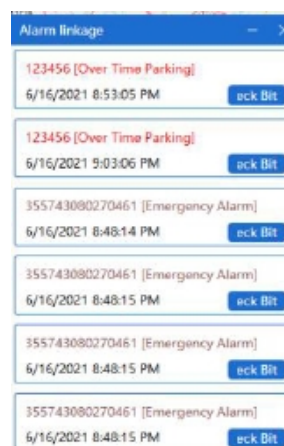 Alarm linkage
123456 [Over Time Parking]
6/16/2021 8:53:05 PM
eck Bit
123456 [Over Time Parking]
6/16/2021 9:03:06 PM
eck Bit
355743080270461 [Emergency Alarm]
6/16/2021 8:48:14 PM
eck Bit
355743080270461 [Emergency Alarm]
6/16/2021 8:48:15 PM
eck Bit
355743080270461 [Emergency Alarm]
6/16/2021 8:48:15 PM
eck Bit
355743080270461 [Emergency Alarm]
6/16/2021 8:48:15 PM
eck Bit